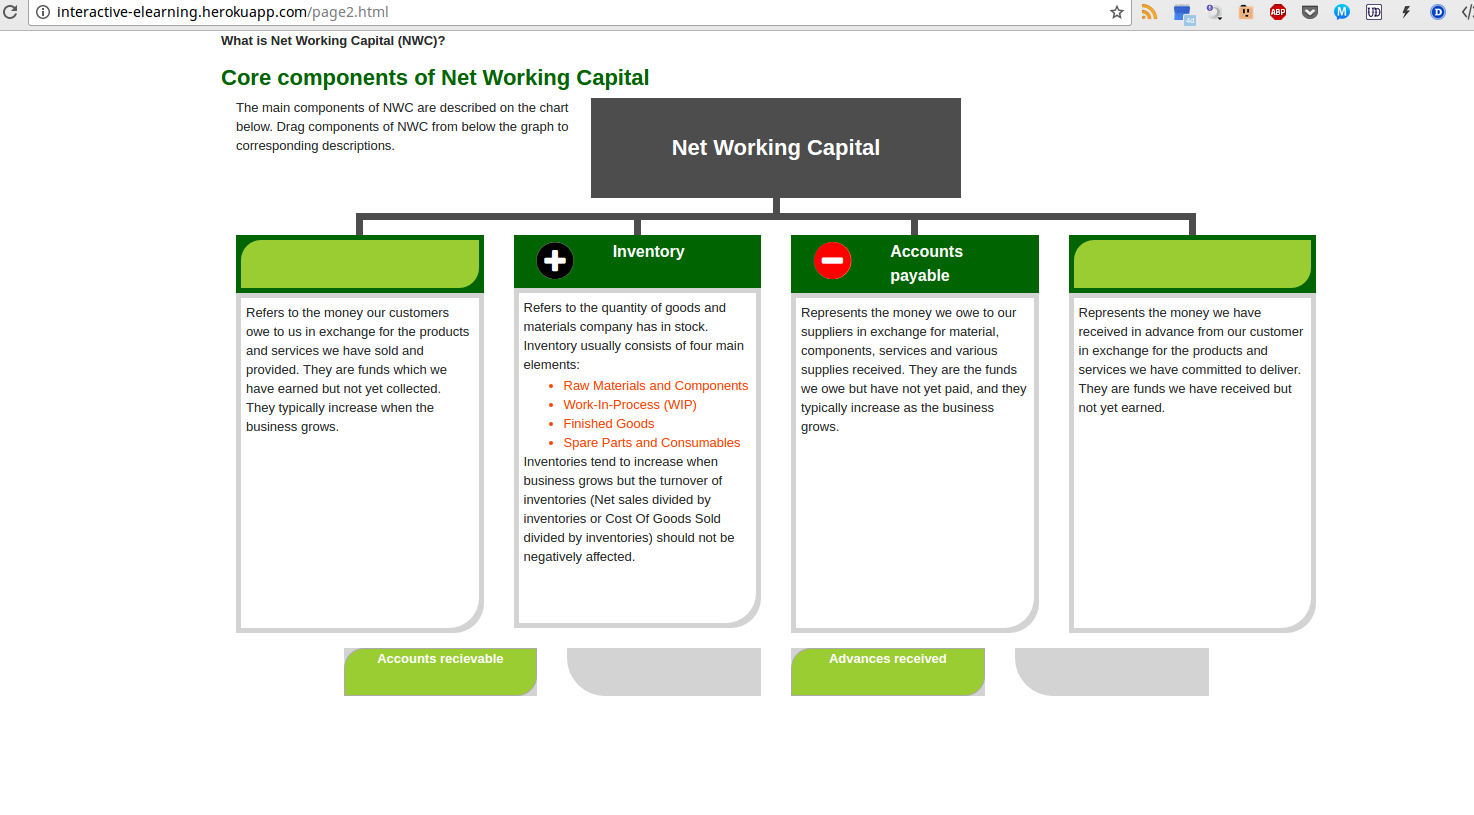 interactive-elearning.herokuapp.com/page2.html
What is Net Working Capital (NWC)?
Core components of Net Working Capital
The main components of NWC are described on the chart
below. Drag components of NWC from below the graph to
corresponding descriptions.
Net Working Capital
Refers to the money our customers
owe to us in exchange for the products
and services we have sold and
provided. They are funds which we
have earned but not yet collected.
They typically increase when the
business grows.
Inventory
Refers to the quantity of goods and
materials company has in stock.
Inventory usually consists of four main
elements:
• Raw Materials and Components
• Work-In-Process (WIP)
• Finished Goods
• Spare Parts and Consumables
Inventories tend to increase when
business grows but the turnover of
inventories (Net sales divided by
inventories or Cost Of Goods Sold
divided by inventories) should not be
negatively affected.
Accounts
payable
Represents the money we owe to our
suppliers in exchange for material,
components, services and various
supplies received. They are the funds
we owe but have not yet paid, and they
typically increase as the business
grows.
Represents the money we have
received in advance from our customer
in exchange for the products and
services we have committed to deliver.
They are funds we have received but
not yet earned.
Accounts recievable
Advances received
ABP
M
UD
D